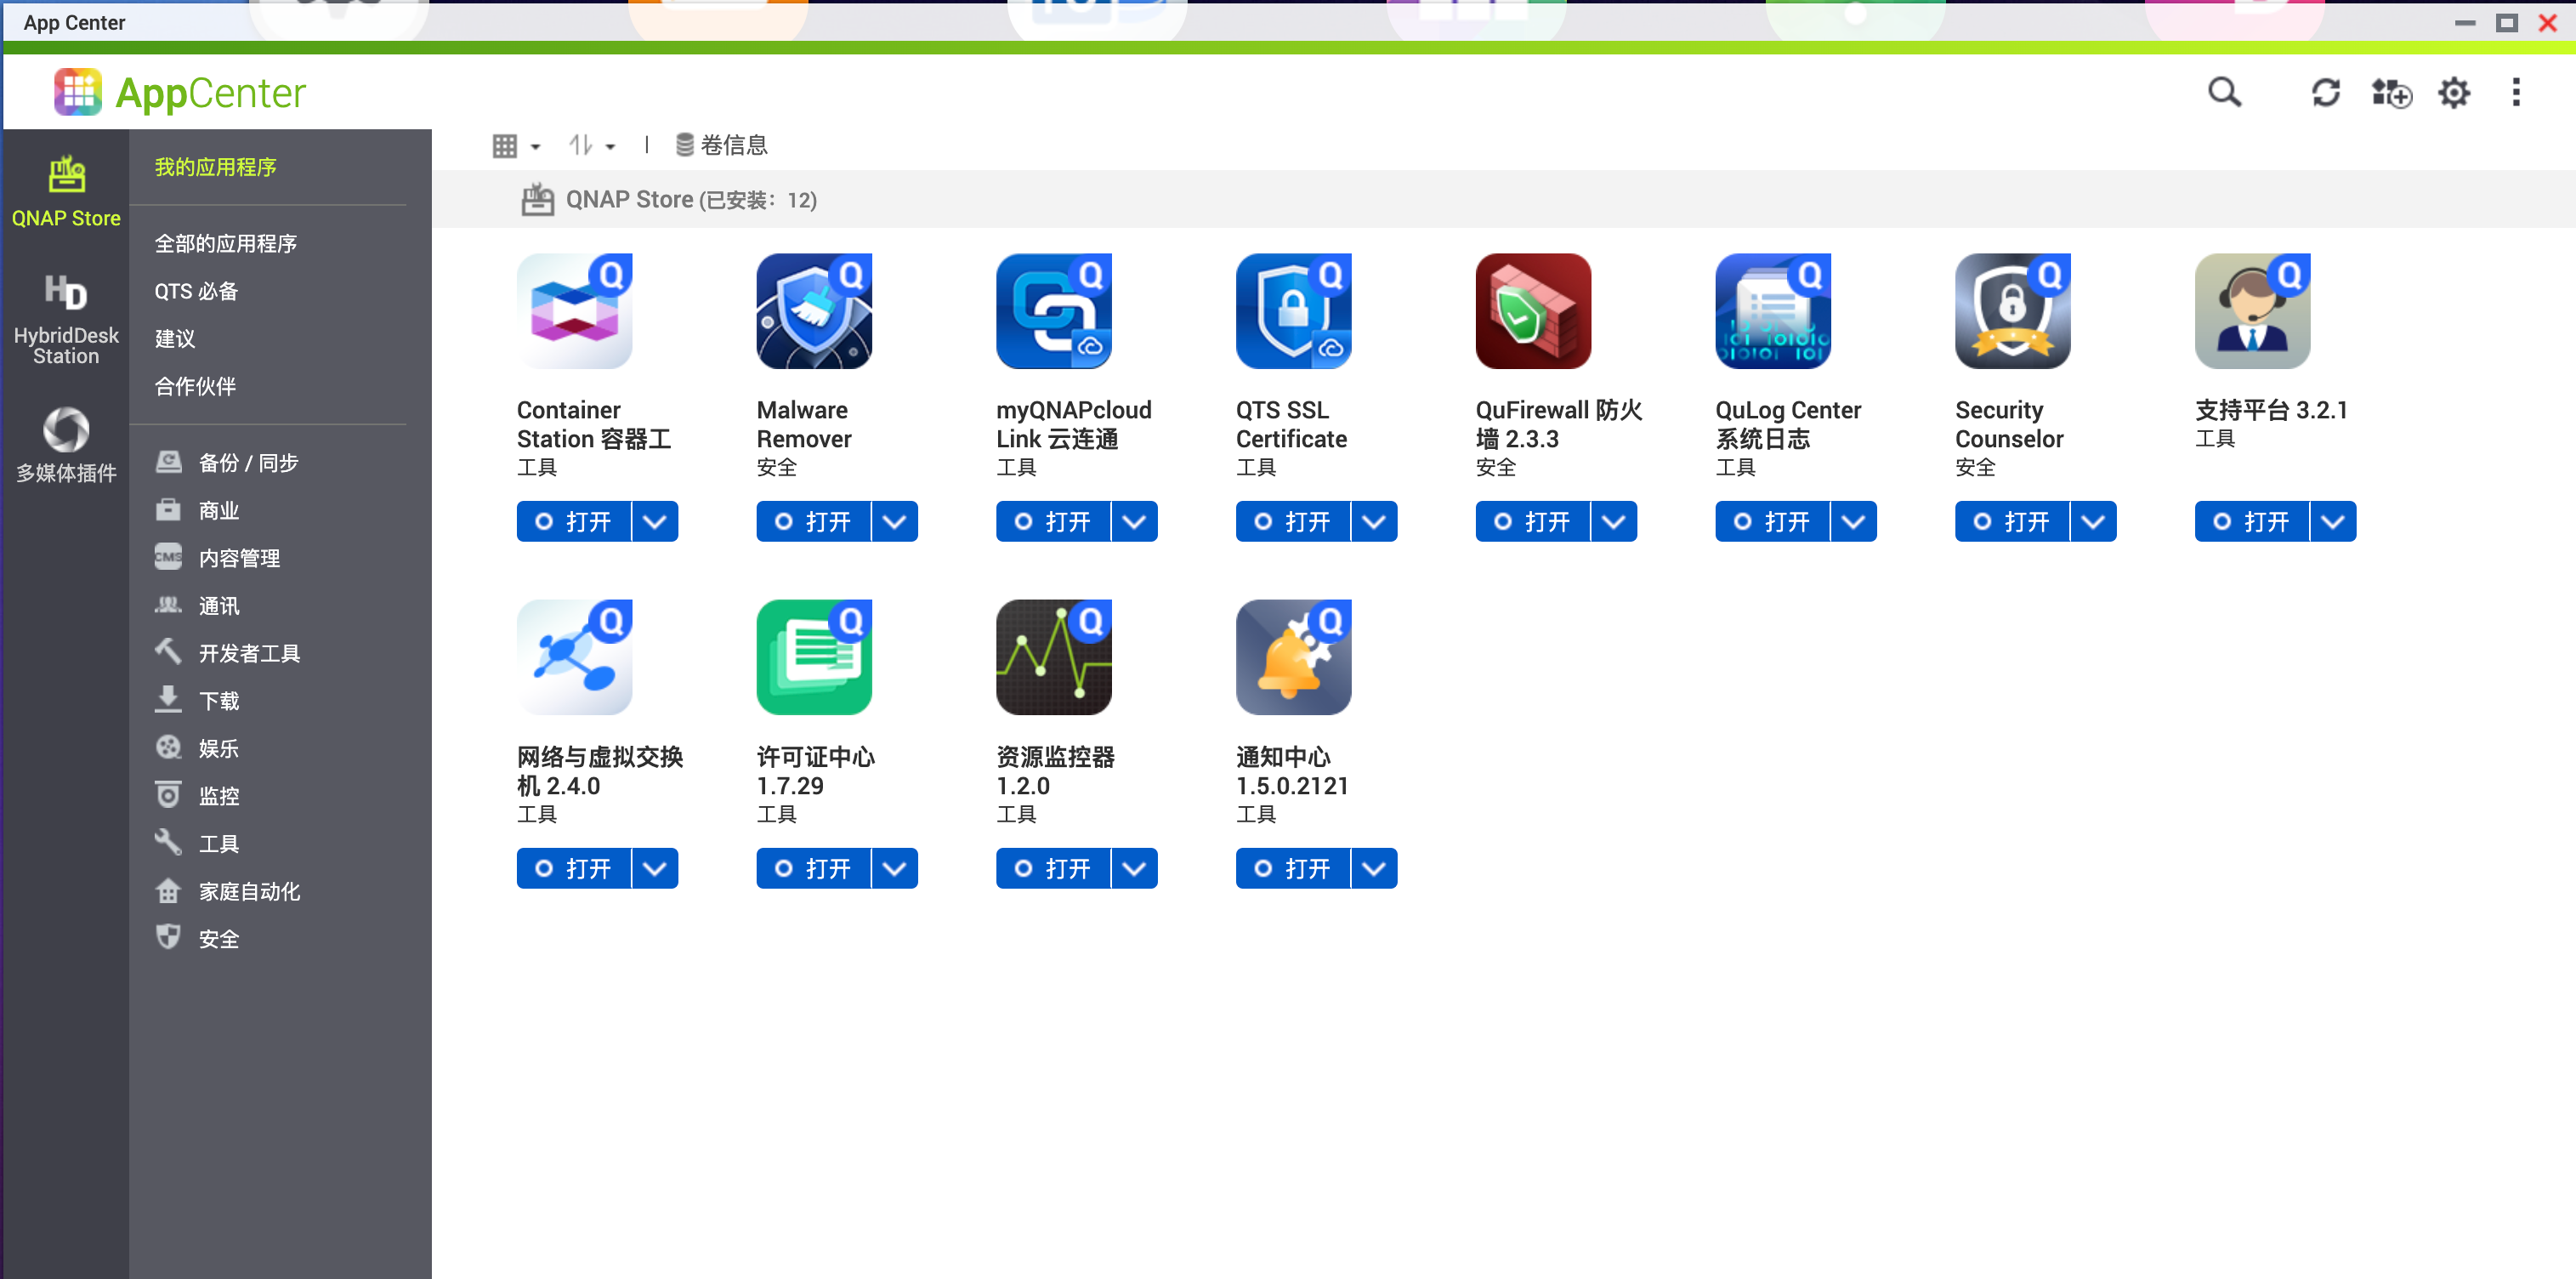 App Center
AppCenter
QNAP Store
HybridDesk
Station
多媒体插件
我的应用程序
全部的应用程序
QTS 必备
建议
合作伙伴
备份 / 同步
商业
CMS
内容管理
通讯
开发者工具
下载
娱乐
监控
工具
家庭自动化
安全
卷信息
QNAP Store (已安装：12)
Container
Station 容器工
工具
打开
Malware
Remover
安全
打开
myQNAPcloud
Link 云连通
工具
打开
QTS SSL
Certificate
工具
打开
QuFirewall 防火
墙 2.3.3
安全
打开
QuLog Center
系统日志
工具
打开
Security
Counselor
安全
打开
支持平台 3.2.1
工具
打开
网络与虚拟交换
机 2.4.0
工具
打开
许可证中心
1.7.29
工具
打开
资源监控器
1.2.0
工具
打开
通知中心
1.5.0.2121
工具
打开